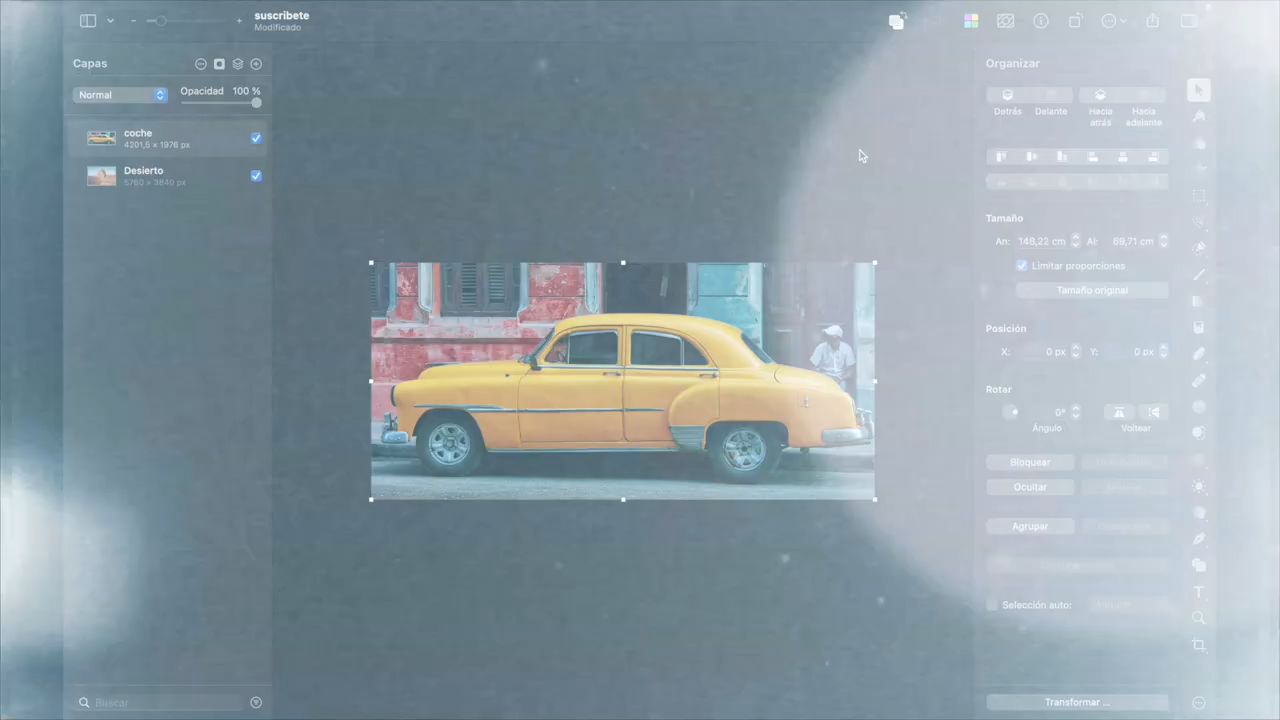 suscribete
Modificado
Capas
Normal
Opacidad 100 %
coche
4201,5 × 1976 px
Desierto
5760 × 3840 px
Buscar
Organizar
Detrás
Delante
Hacia atrás
Hacia adelante
Tamaño
An: 148,22 cm
Al: 69,71 cm
Limitar proporciones
Tamaño original
Posición
X: 0 px
Y: 0 px
Rotar
0°
Ángulo
Voltear
Bloquear
Ocultar
Agrupar
Selección auto:
Transformar ...